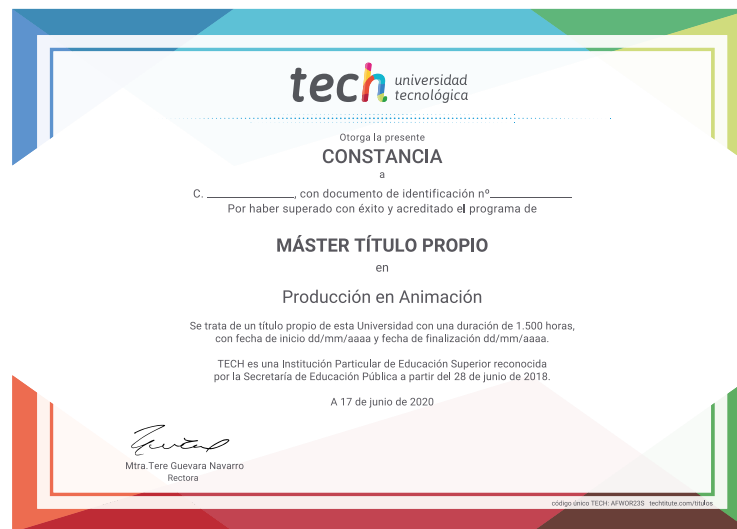 tech universidad
tecnológica
Otorga la presente
CONSTANCIA
a
C. ______________, con documento de identificación nº______________
Por haber superado con éxito y acreditado el programa de
MÁSTER TÍTULO PROPIO
en
Producción en Animación
Se trata de un título propio de esta Universidad con una duración de 1.500 horas,
con fecha de inicio dd/mm/aaaa y fecha de finalización dd/mm/aaaa.
TECH es una Institución Particular de Educación Superior reconocida
por la Secretaría de Educación Pública a partir del 28 de junio de 2018.
A 17 de junio de 2020
Mtra.Tere Guevara Navarro
Rectora
código único TECH: AFWOR23S techtitute.com/titulos